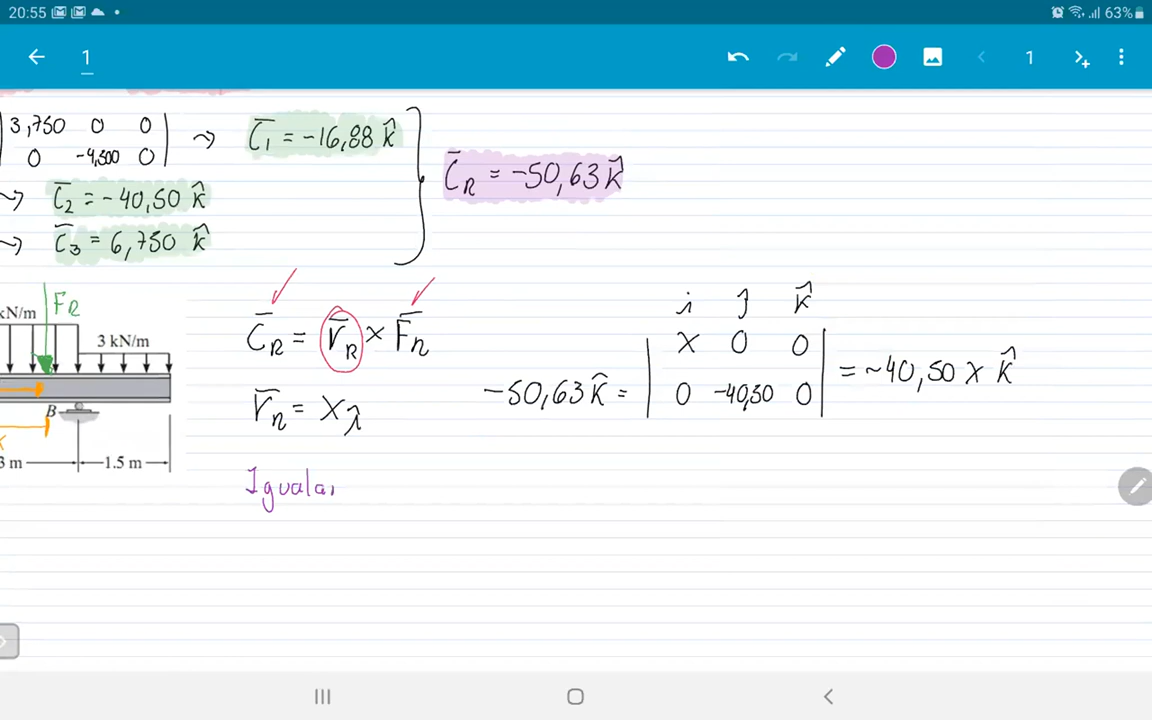 20:55
63%
1
1
3,750 0 0
0 -4,500 0
~> C̄1 = -16,88 k̂
~> C̄2 = -40,50 k̂
~> C̄3 = 6,750 k̂
C̄R = -50,63 k̂
kN/m
FR
3 kN/m
B
x
3 m
1.5 m
C̄R = r̄R × F̄R
r̄R = x i
i j k̂
x 0 0
-50,63 k̂ = 0 -40,50 0 = -40,50 x k̂
Igualar